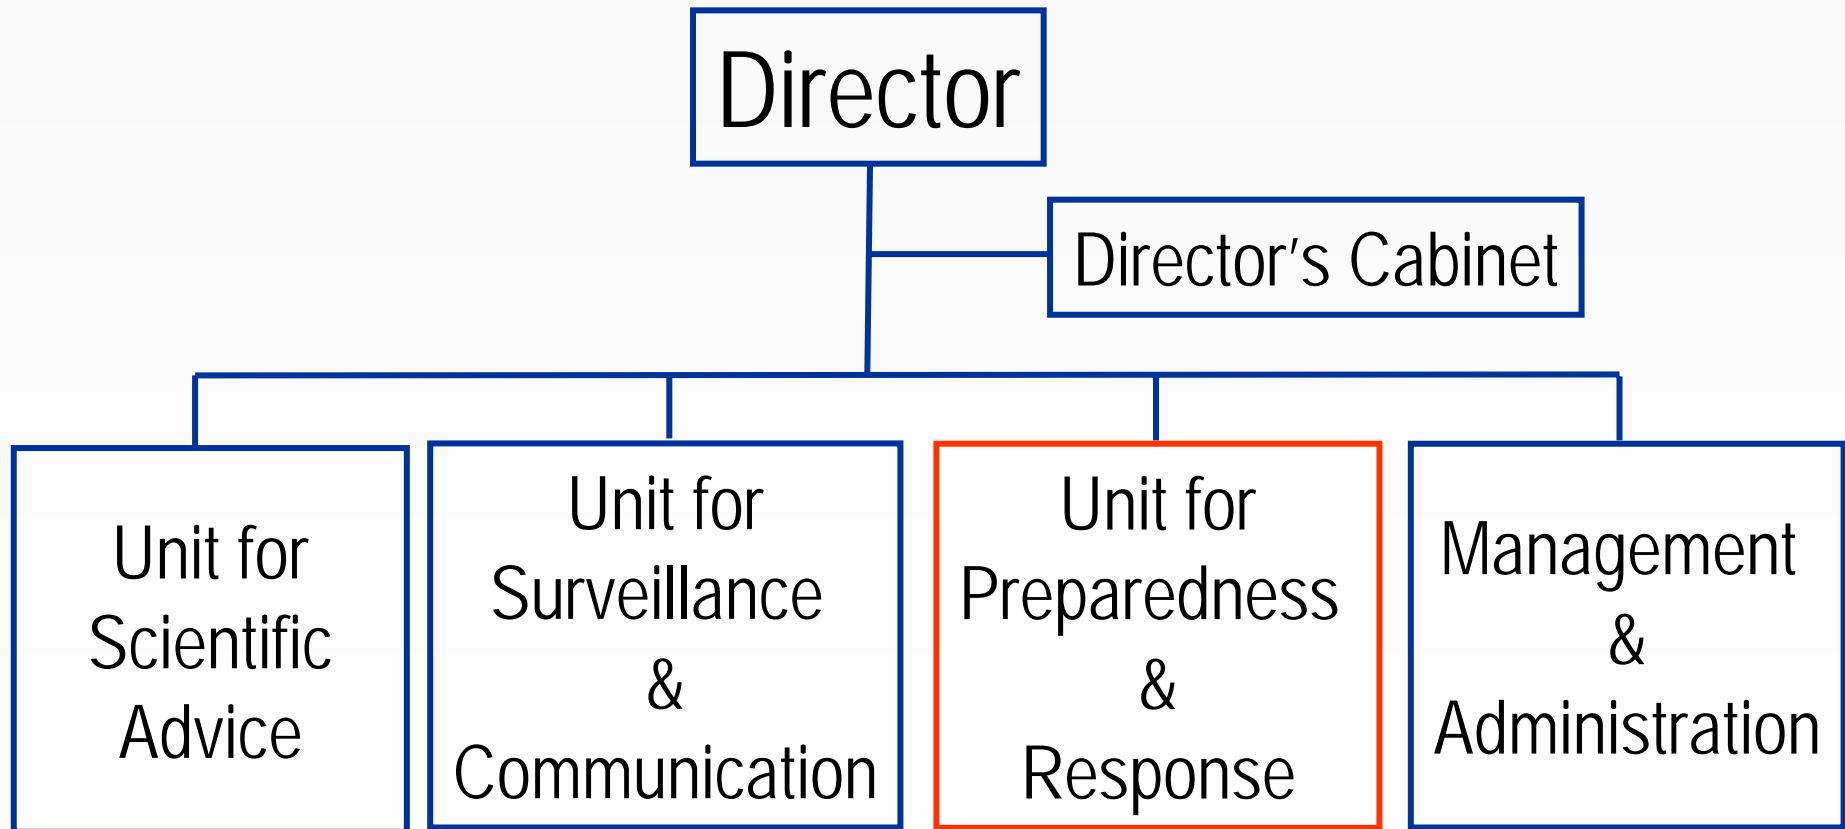 Director
Director's Cabinet
Unit for
Scientific
Advice
Unit for
Surveillance
&
Communication
Unit for
Preparedness
&
Response
Management
&
Administration